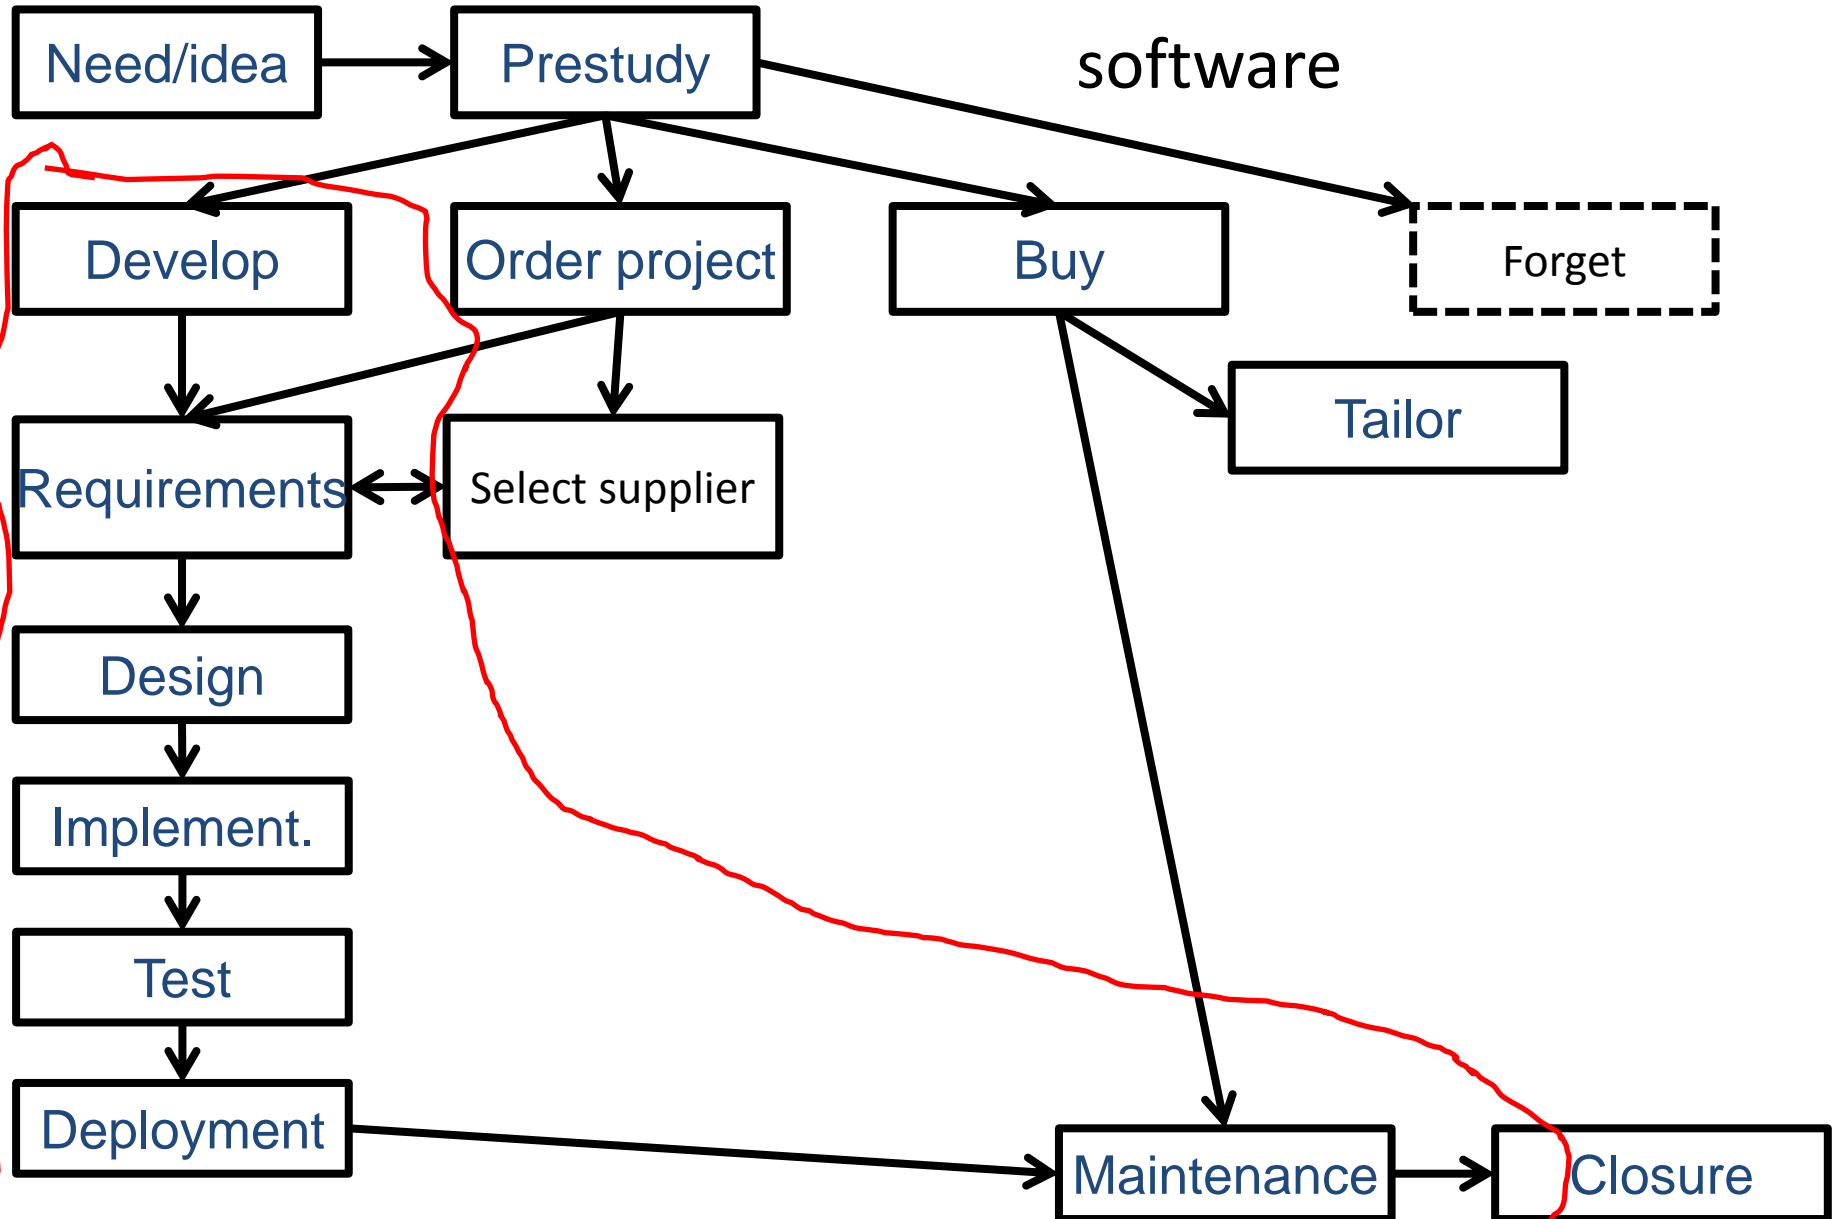 Need/idea
Prestudy
software
Develop
Order project
Buy
Forget
Tailor
Requirements
Select supplier
Design
Implement.
Test
Deployment
Maintenance
Closure